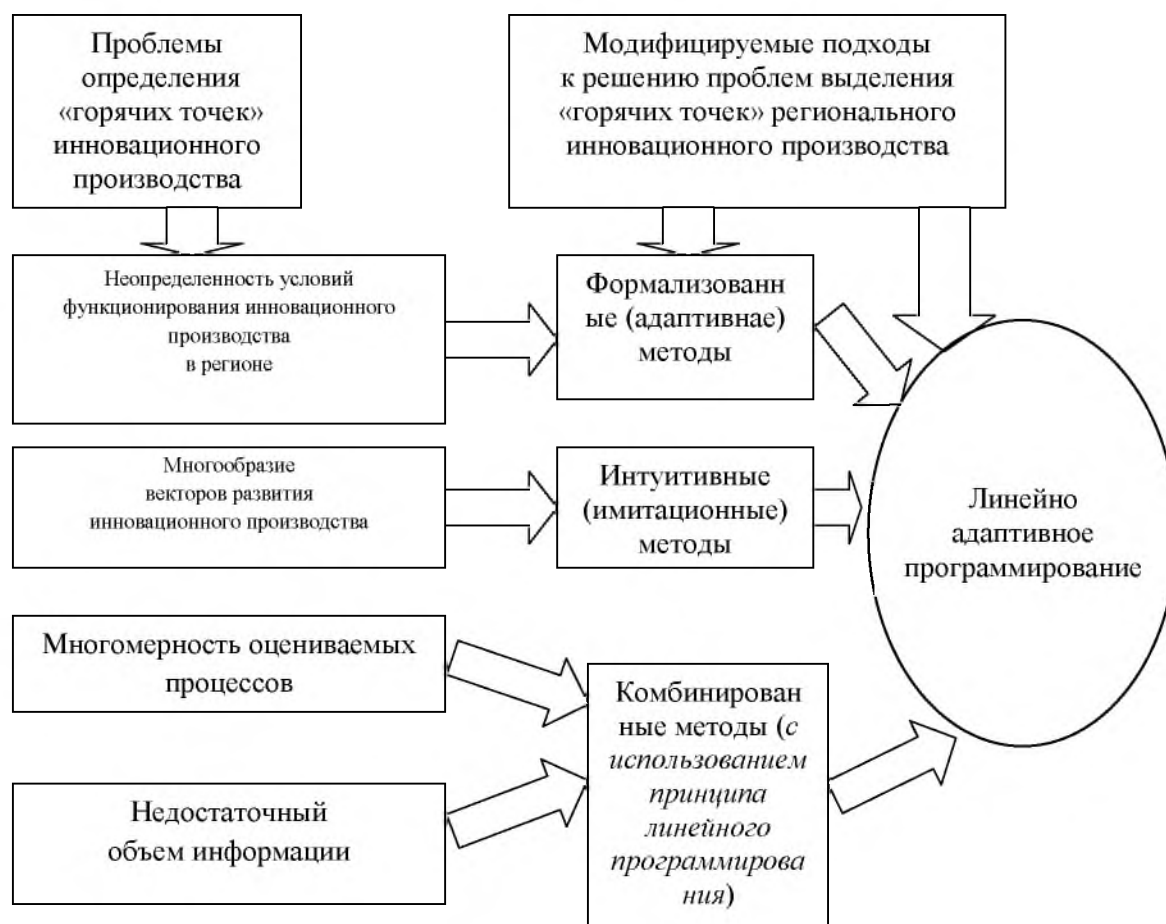 Проблемы
определения
«горячих точек»
инновационного
производства
Модифицируемые подходы
к решению проблем выделения
«горячих точек» регионального
инновационного производства
Неопределенность условий
функционирования инновационного
производства
в регионе
Формализованн
ые (адаптивнае)
методы
Многообразие
векторов развития
инновационного производства
Интуитивные
(имитационные)
методы
Линейно
адаптивное
программирование
Многомерность оцениваемых
процессов
Комбинирован
ные методы (с
использованием
принципа
линейного
программирова
ния)
Недостаточный
объем информации